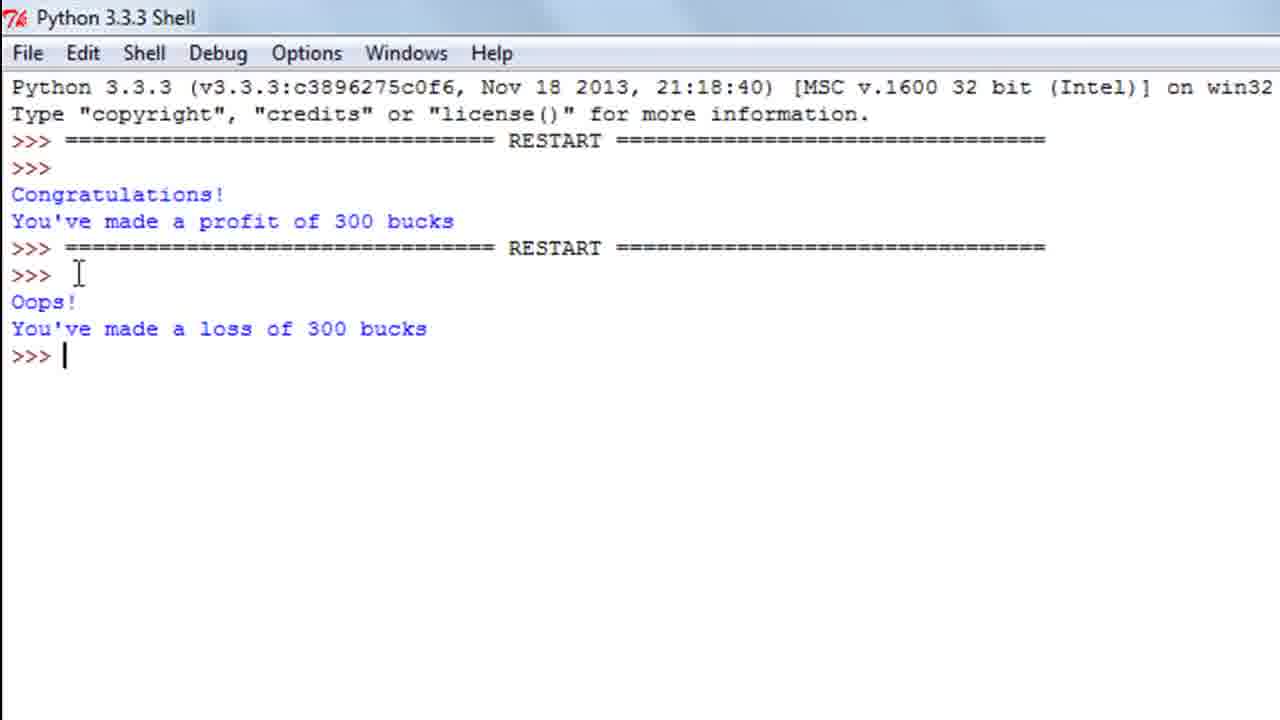 Python 3.3.3 Shell
File Edit Shell Debug Options Windows Help
Python 3.3.3 (v3.3.3:c3896275c0f6, Nov 18 2013, 21:18:40) [MSC v.1600 32 bit (Intel)] on win32
Type "copyright", "credits" or "license()" for more information.
>>> ================================ RESTART ================================
>>>
Congratulations!
You've made a profit of 300 bucks
>>> ================================ RESTART ================================
>>>
Oops!
You've made a loss of 300 bucks
>>>